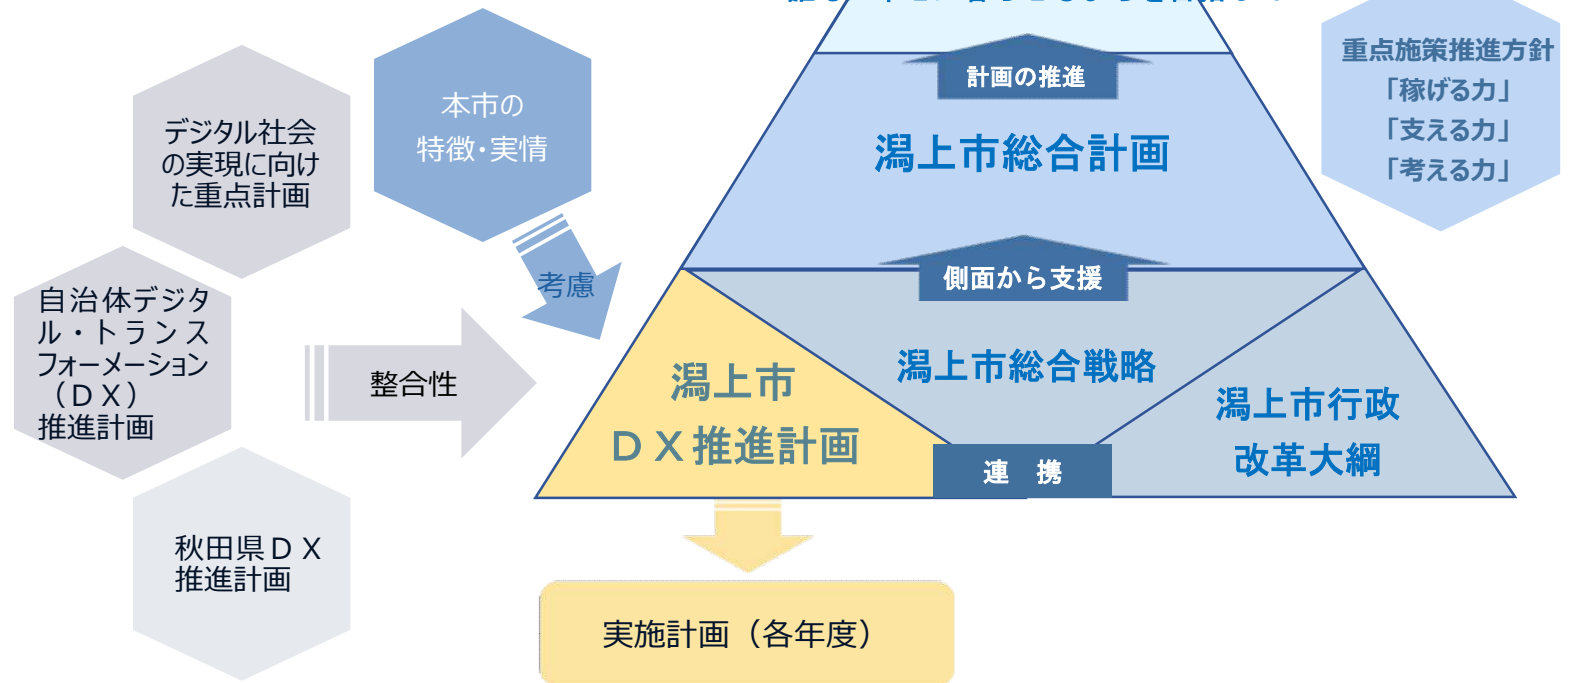 計画の推進
潟上市総合計画
重点施策推進方針
「稼げる力」
「支える力」
「考える力」
本市の
特徴・実情
デジタル社会
の実現に向け
た重点計画
考慮
自治体デジタ
ル・トランス
フォーメーション
（ＤＸ）
推進計画
整合性
側面から支援
潟上市総合戦略
潟上市
ＤＸ推進計画
潟上市行政
改革大綱
連　携
秋田県ＤＸ
推進計画
実施計画（各年度）